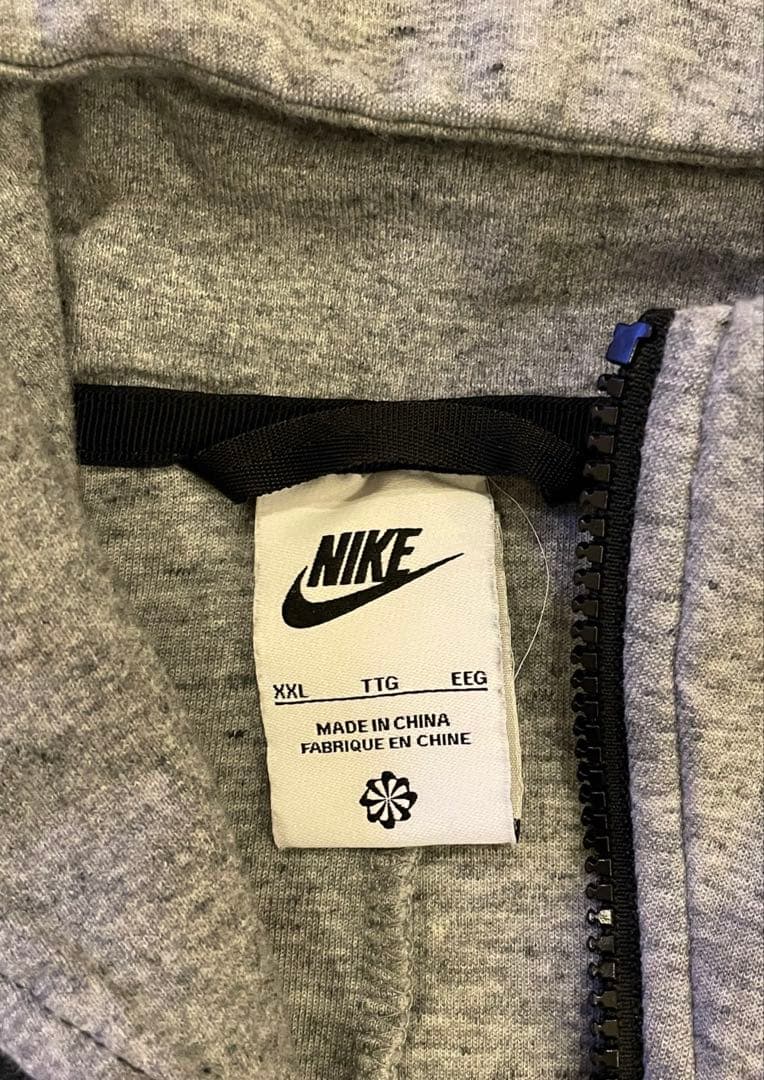 NIKE
XXL TTG EEG
MADE IN CHINA
FABRIQUE EN CHINE